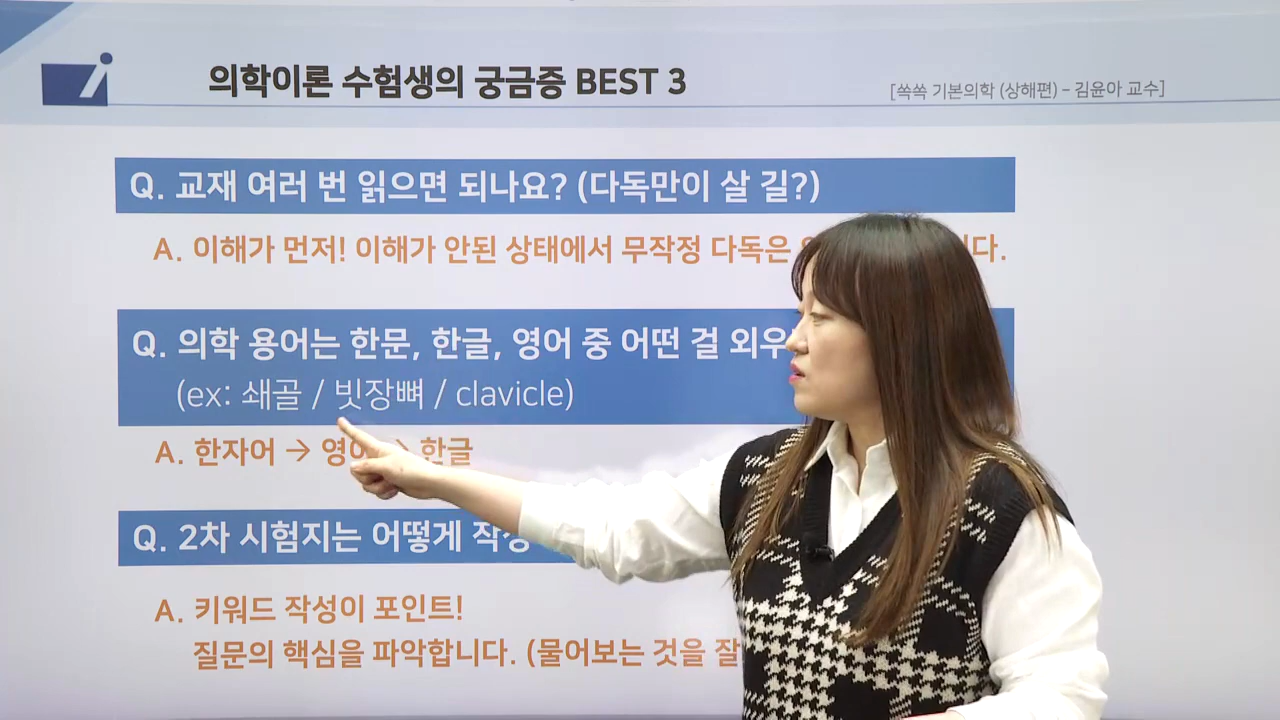 의학이론 수험생의 궁금증 BEST 3
[쏙쏙 기본의학 (상해편) - 김윤아 교수]
Q. 교재 여러 번 읽으면 되나요? (다독만이 살 길?)
A. 이해가 먼저! 이해가 안된 상태에서 무작정 다독은
Q. 의학 용어는 한문, 한글, 영어 중 어떤 걸 외우
(ex: 쇄골 / 빗장뼈 / clavicle)
A. 한자어 → 영어 → 한글
Q. 2차 시험지는 어떻게 작성
A. 키워드 작성이 포인트!
질문의 핵심을 파악합니다. (물어보는 것을 잘